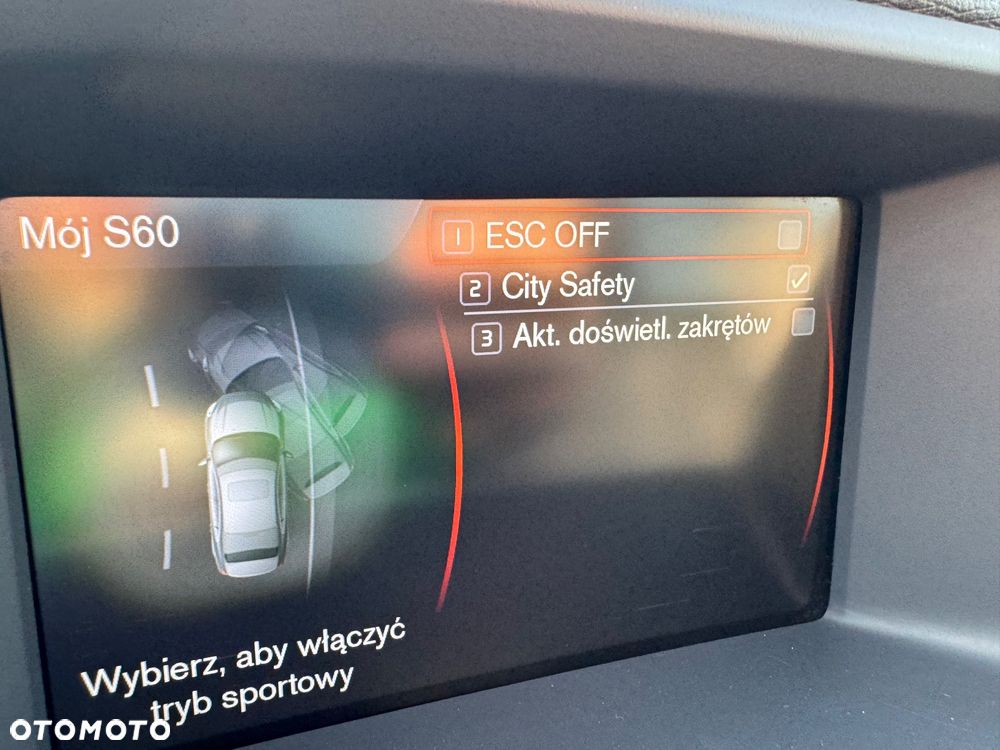 Mój S60
1 ESC OFF
2 City Safety
3 Akt. doświetl. zakrętów
Wybierz, aby włączyć
tryb sportowy
OTOMOTO